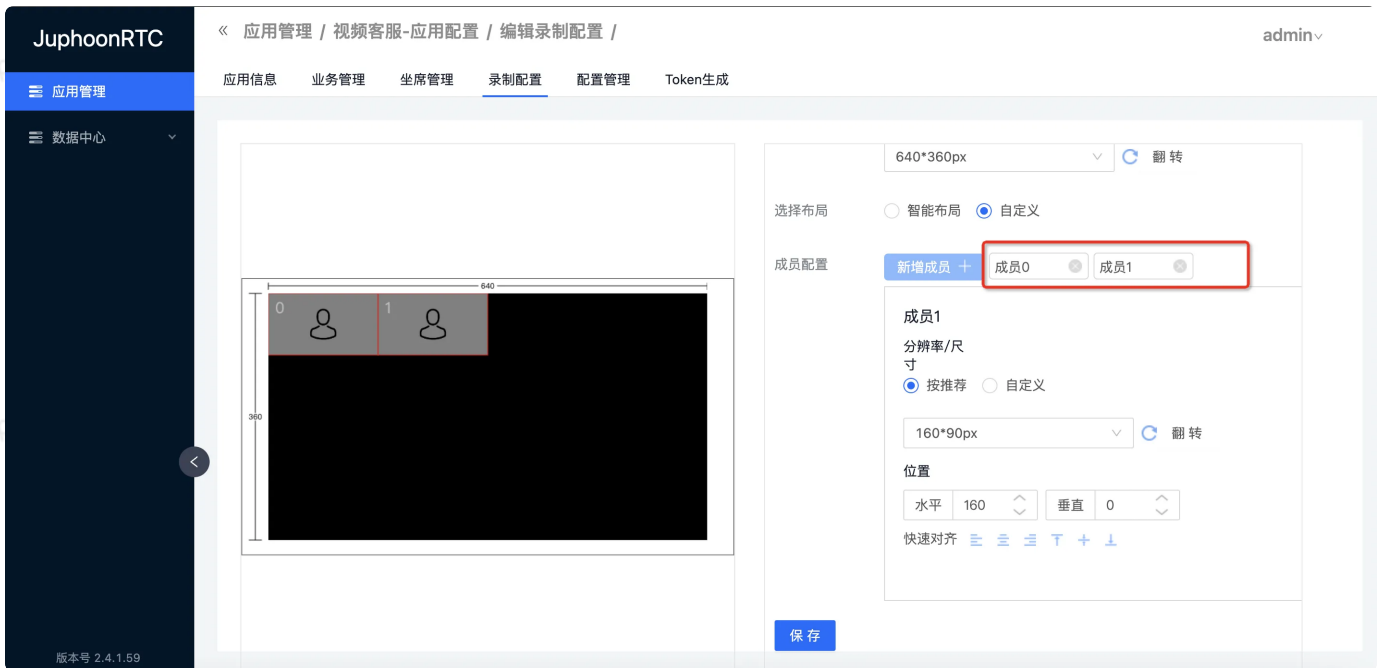 JuphoonRTC
« 应用管理 / 视频客服-应用配置 / 编辑录制配置 /
admin
应用信息 业务管理 坐席管理 录制配置 配置管理 Token生成
应用管理
数据中心
640*360px 翻 转
选择布局 智能布局 自定义
成员配置 新增成员 + 成员0 成员1
640
0 1
360
成员1
分辨率/尺
寸
按推荐 自定义
160*90px 翻 转
位置
水平 160 垂直 0
快速对齐
保 存
版本号 2.4.1.59